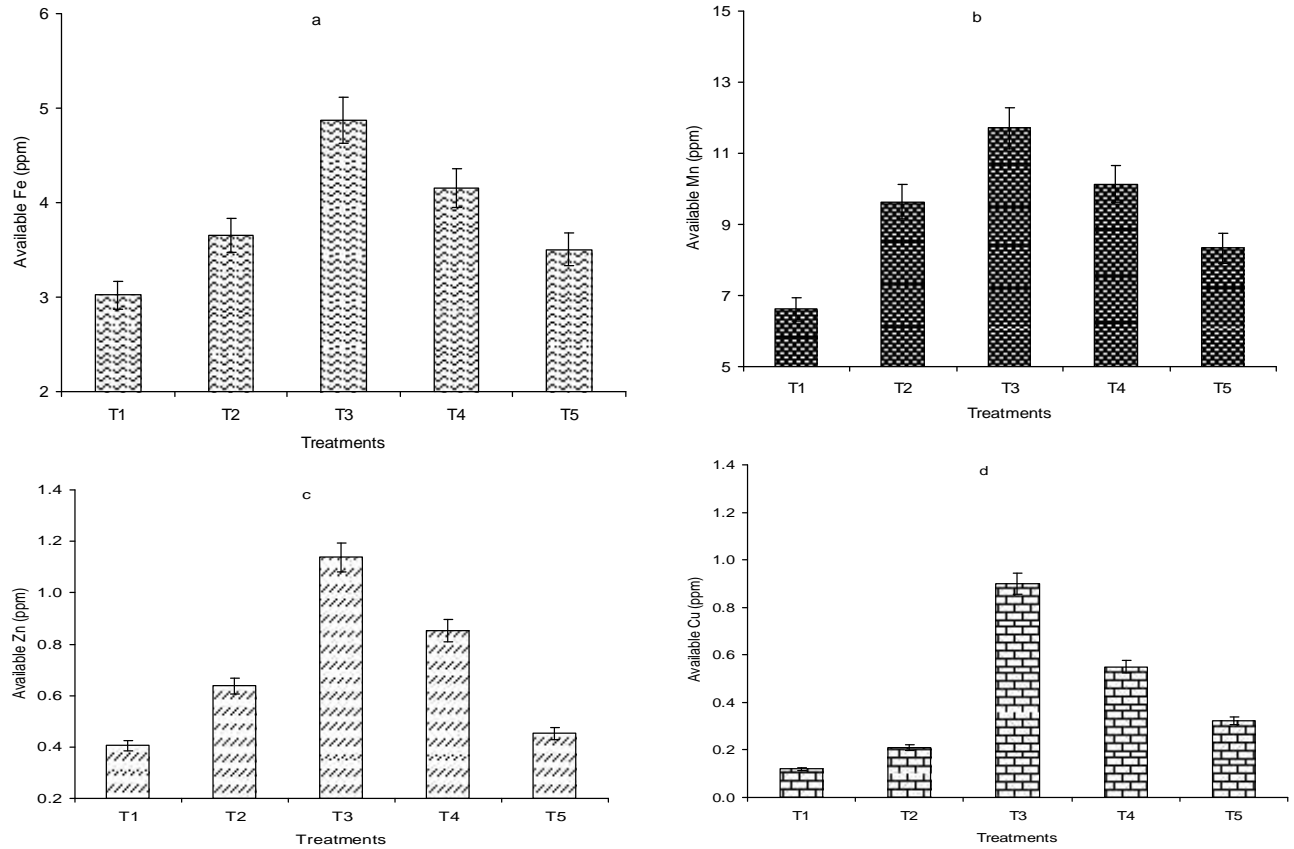 a
6
5
4
3
2
Available Fe (ppm)
T1 T2 T3 T4 T5
Treatments
b
15
13
11
9
7
5
Available Mn (ppm)
T1 T2 T3 T4 T5
Treatments
c
1.4
1.2
1.0
0.8
0.6
0.4
0.2
Available Zn (ppm)
T1 T2 T3 T4 T5
Treatments
d
1.4
1.2
1.0
0.8
0.6
0.4
0.2
0.0
Available Cu (ppm)
T1 T2 T3 T4 T5
Treatments